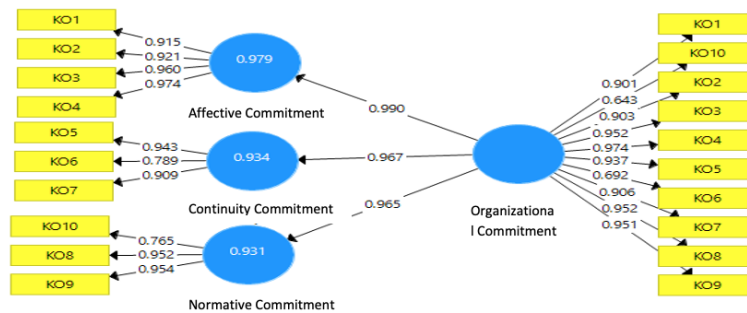 KO1
KO2
KO3
KO4
0.915
0.921
0.960
0.974
0.979
Affective Commitment
KO5
KO6
KO7
0.943
0.789
0.909
0.934
Continuity Commitment
KO10
KO8
KO9
0.765
0.952
0.954
0.931
Normative Commitment
0.990
0.967
0.965
Organizationa
l Commitment
0.901
0.643
0.903
0.952
0.974
0.937
0.692
0.906
0.952
0.951
KO1
KO10
KO2
KO3
KO4
KO5
KO6
KO7
KO8
KO9